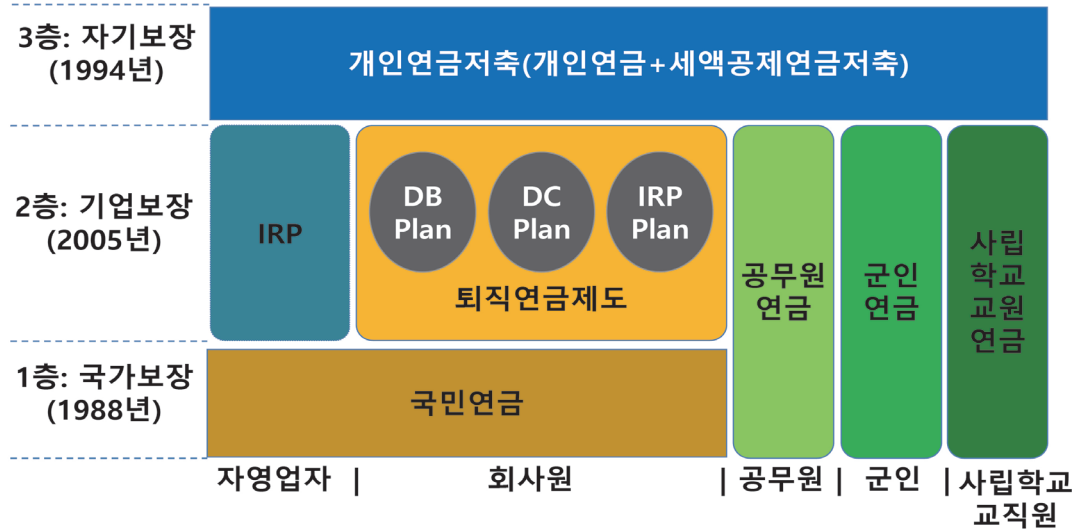 3층: 자기보장
(1994년)
개인연금저축(개인연금+세액공제연금저축)
2층: 기업보장
(2005년)
IRP
DB
Plan
DC
Plan
IRP
Plan
퇴직연금제도
공무원
연금
군인
연금
사립
학교
교원
연금
1층: 국가보장
(1988년)
국민연금
자영업자 | 회사원 | 공무원 | 군인 | 사립학교
교직원